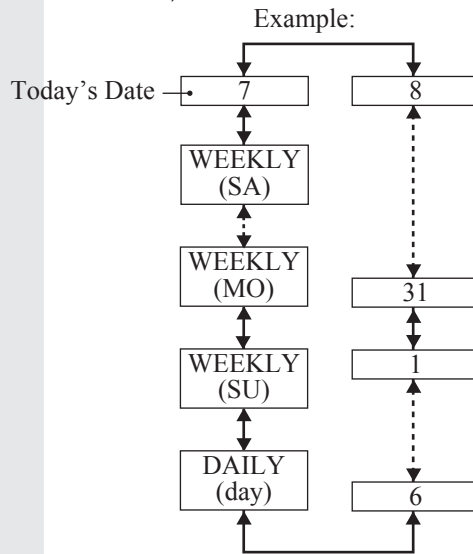 Example:
Today's Date
7
8
WEEKLY
(SA)
WEEKLY
(MO)
31
WEEKLY
(SU)
1
DAILY
(day)
6